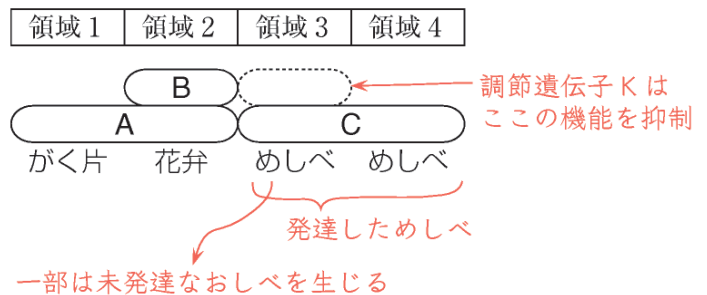 領域1 領域2 領域3 領域4
B
調節遺伝子Kは
ここの機能を抑制
A C
がく片 花弁 めしべ めしべ
発達しためしべ
一部は未発達なおしべを生じる